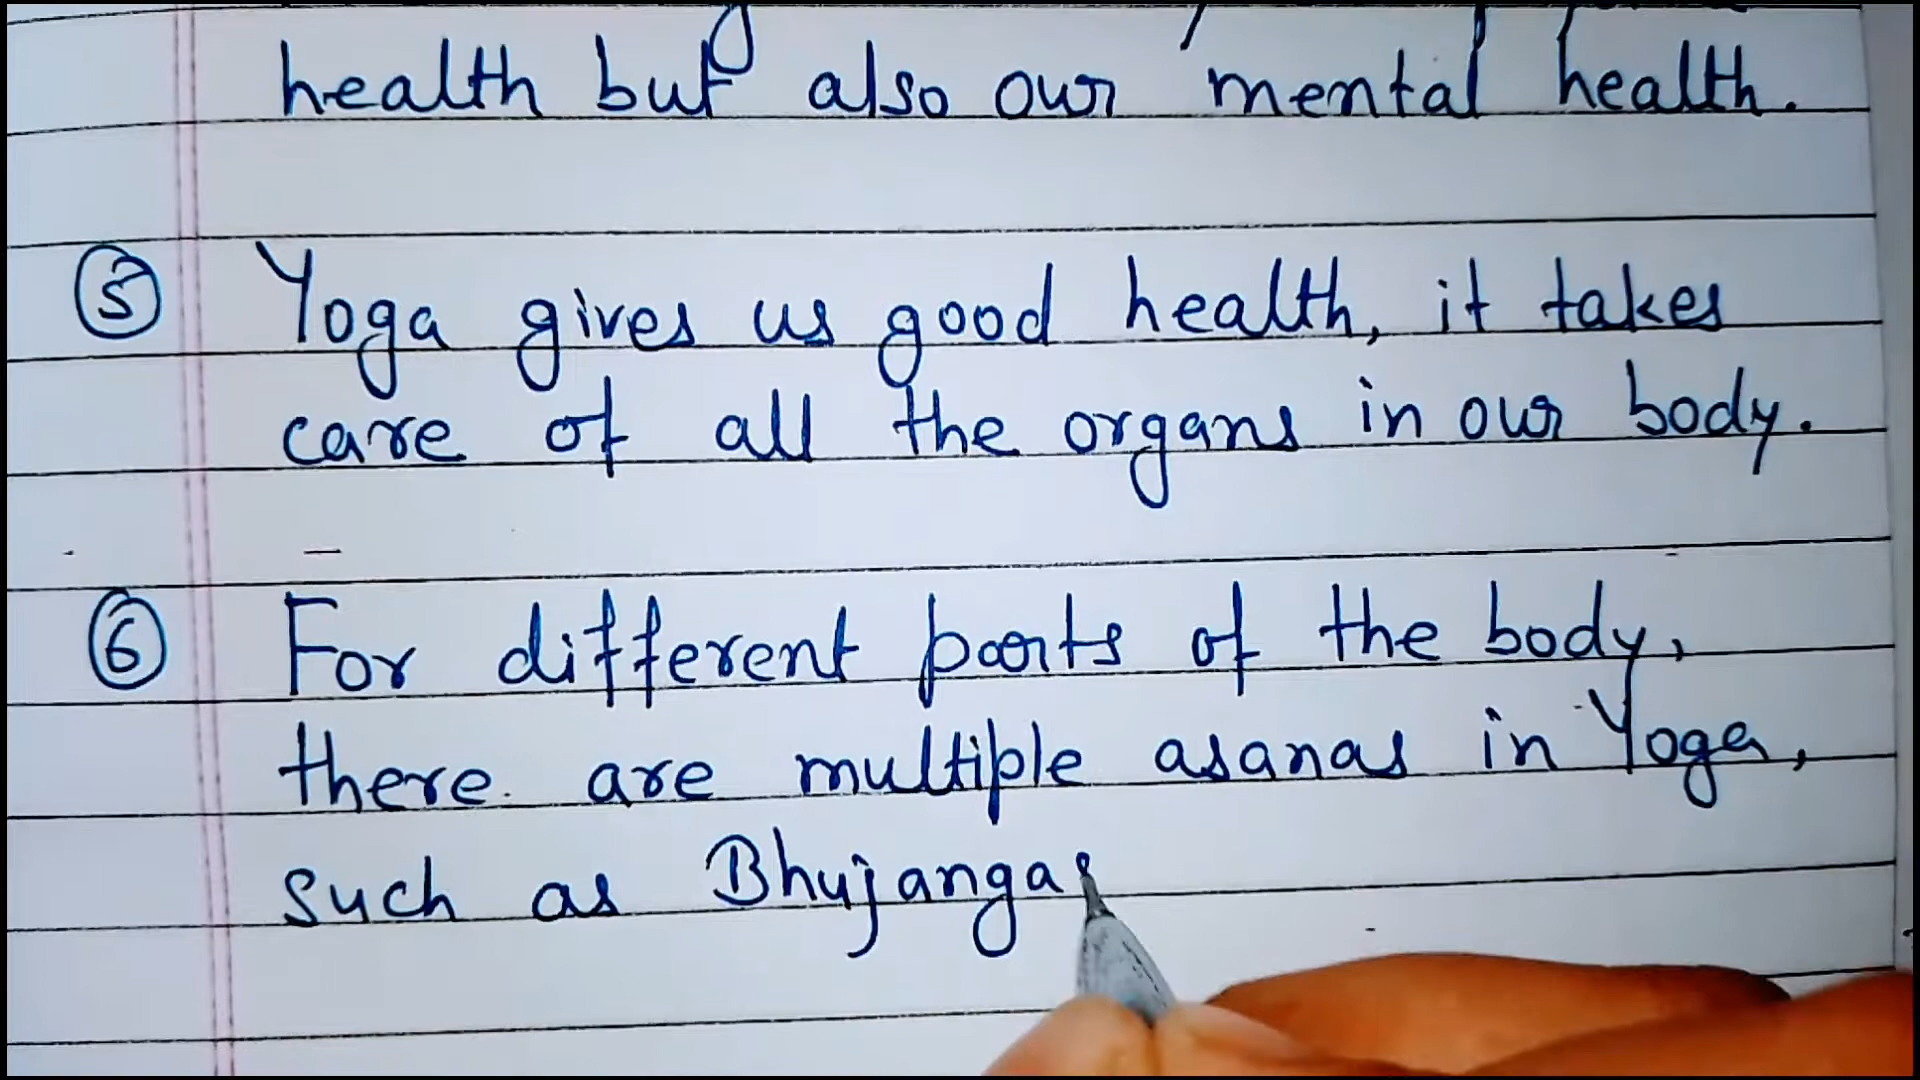 health but also our mental health.
5 Yoga gives us good health, it takes
care of all the organs in our body.
6 For different parts of the body,
there are multiple asanas in Yoga,
such as Bhujangas